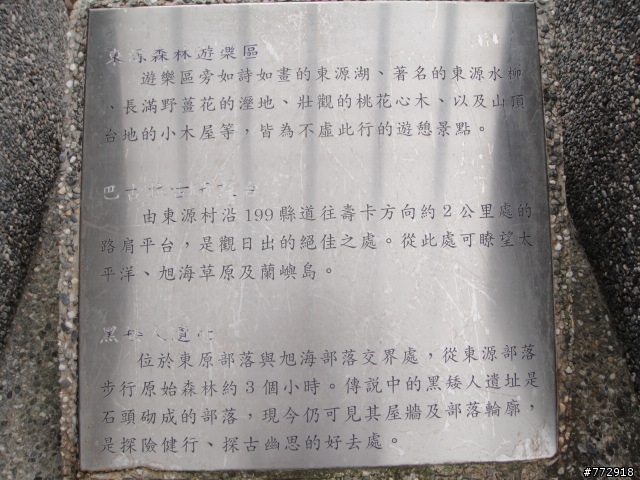 東源森林遊樂區
遊樂區旁如詩如畫的東源湖、著名的東源水柳
、長滿野薑花的溼地、壯觀的桃花心木、以及山頂
台地的小木屋等，皆為不虛此行的遊憩景點。
巴古
由東源村沿199縣道往壽卡方向約2公里處的
路肩平台，是觀日出的絕佳之處。從此處可瞭望太
平洋、旭海草原及蘭嶼島。
黑矮人遺址
位於東原部落與旭海部落交界處，從東源部落
步行原始森林約3個小時。傳說中的黑矮人遺址是
石頭砌成的部落，現今仍可見其屋牆及部落輪廓，
是探險健行、探古幽思的好去處。
#772918